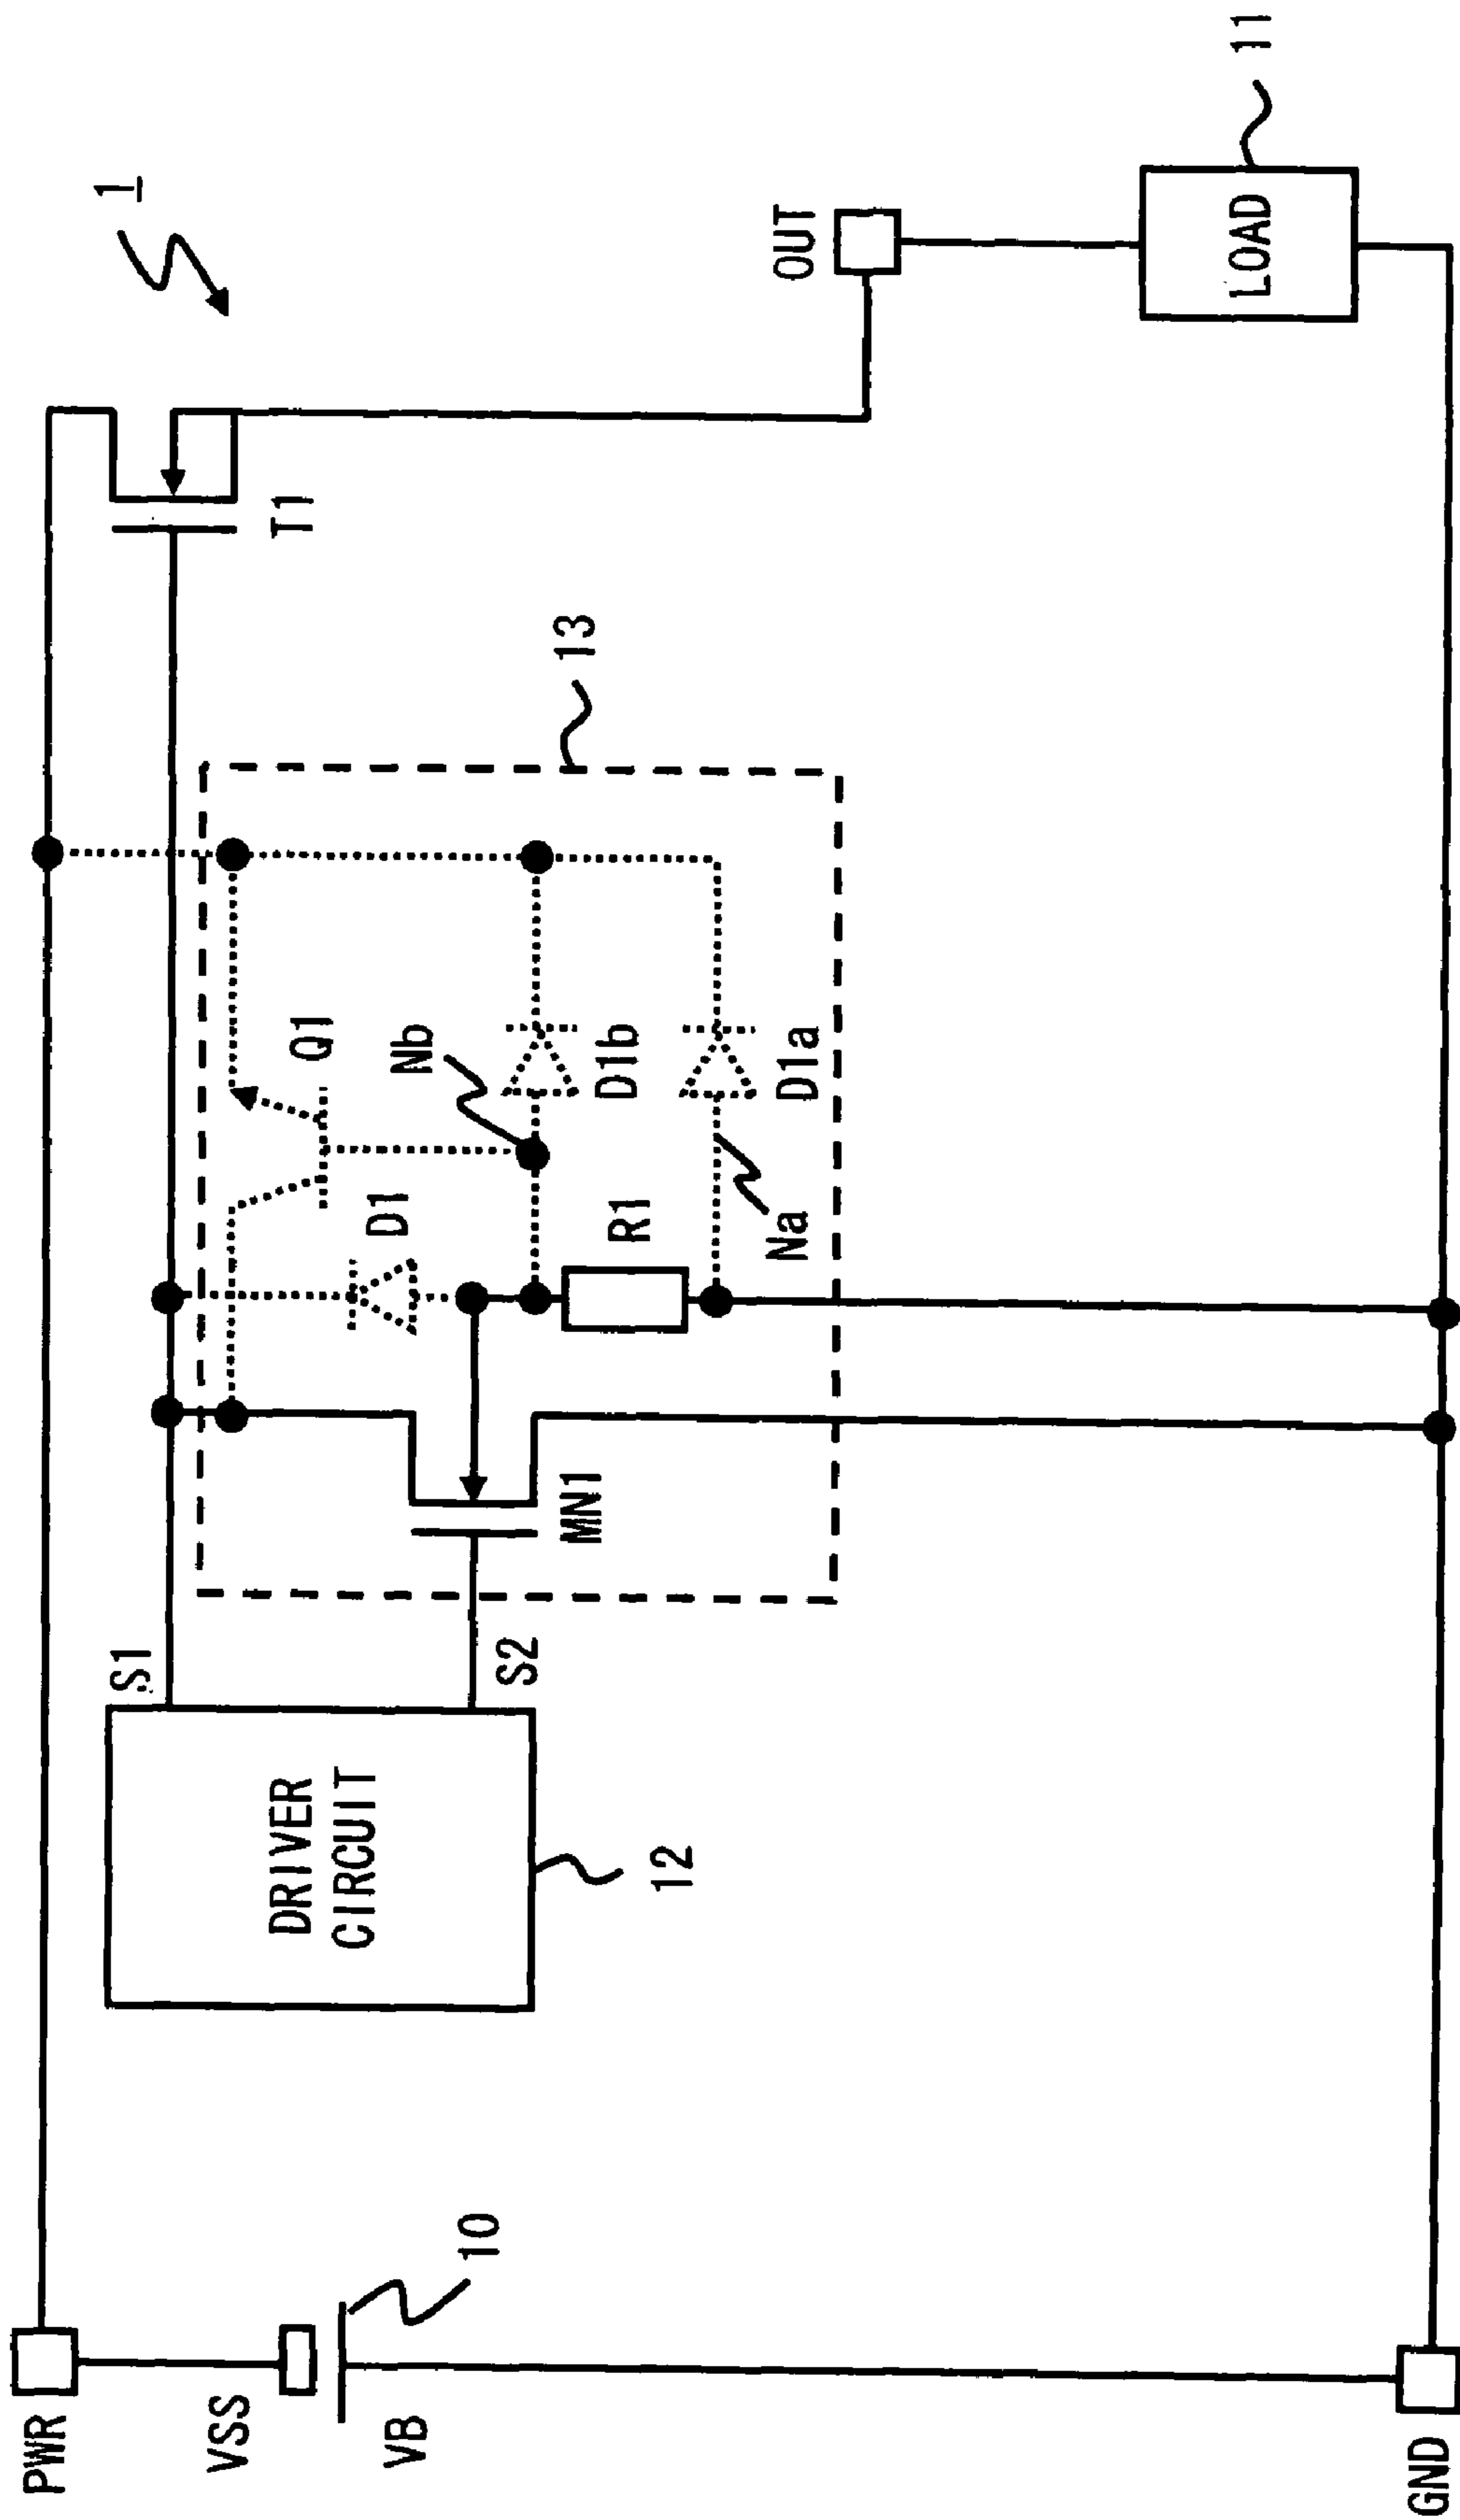 1
PWR
VSS
VB
10
GND
DRIVER
CIRCUIT
12
S1
S2
MN1
D1
Q1
Nb
R1
D1b
Na
D1a
13
T1
OUT
LOAD
11